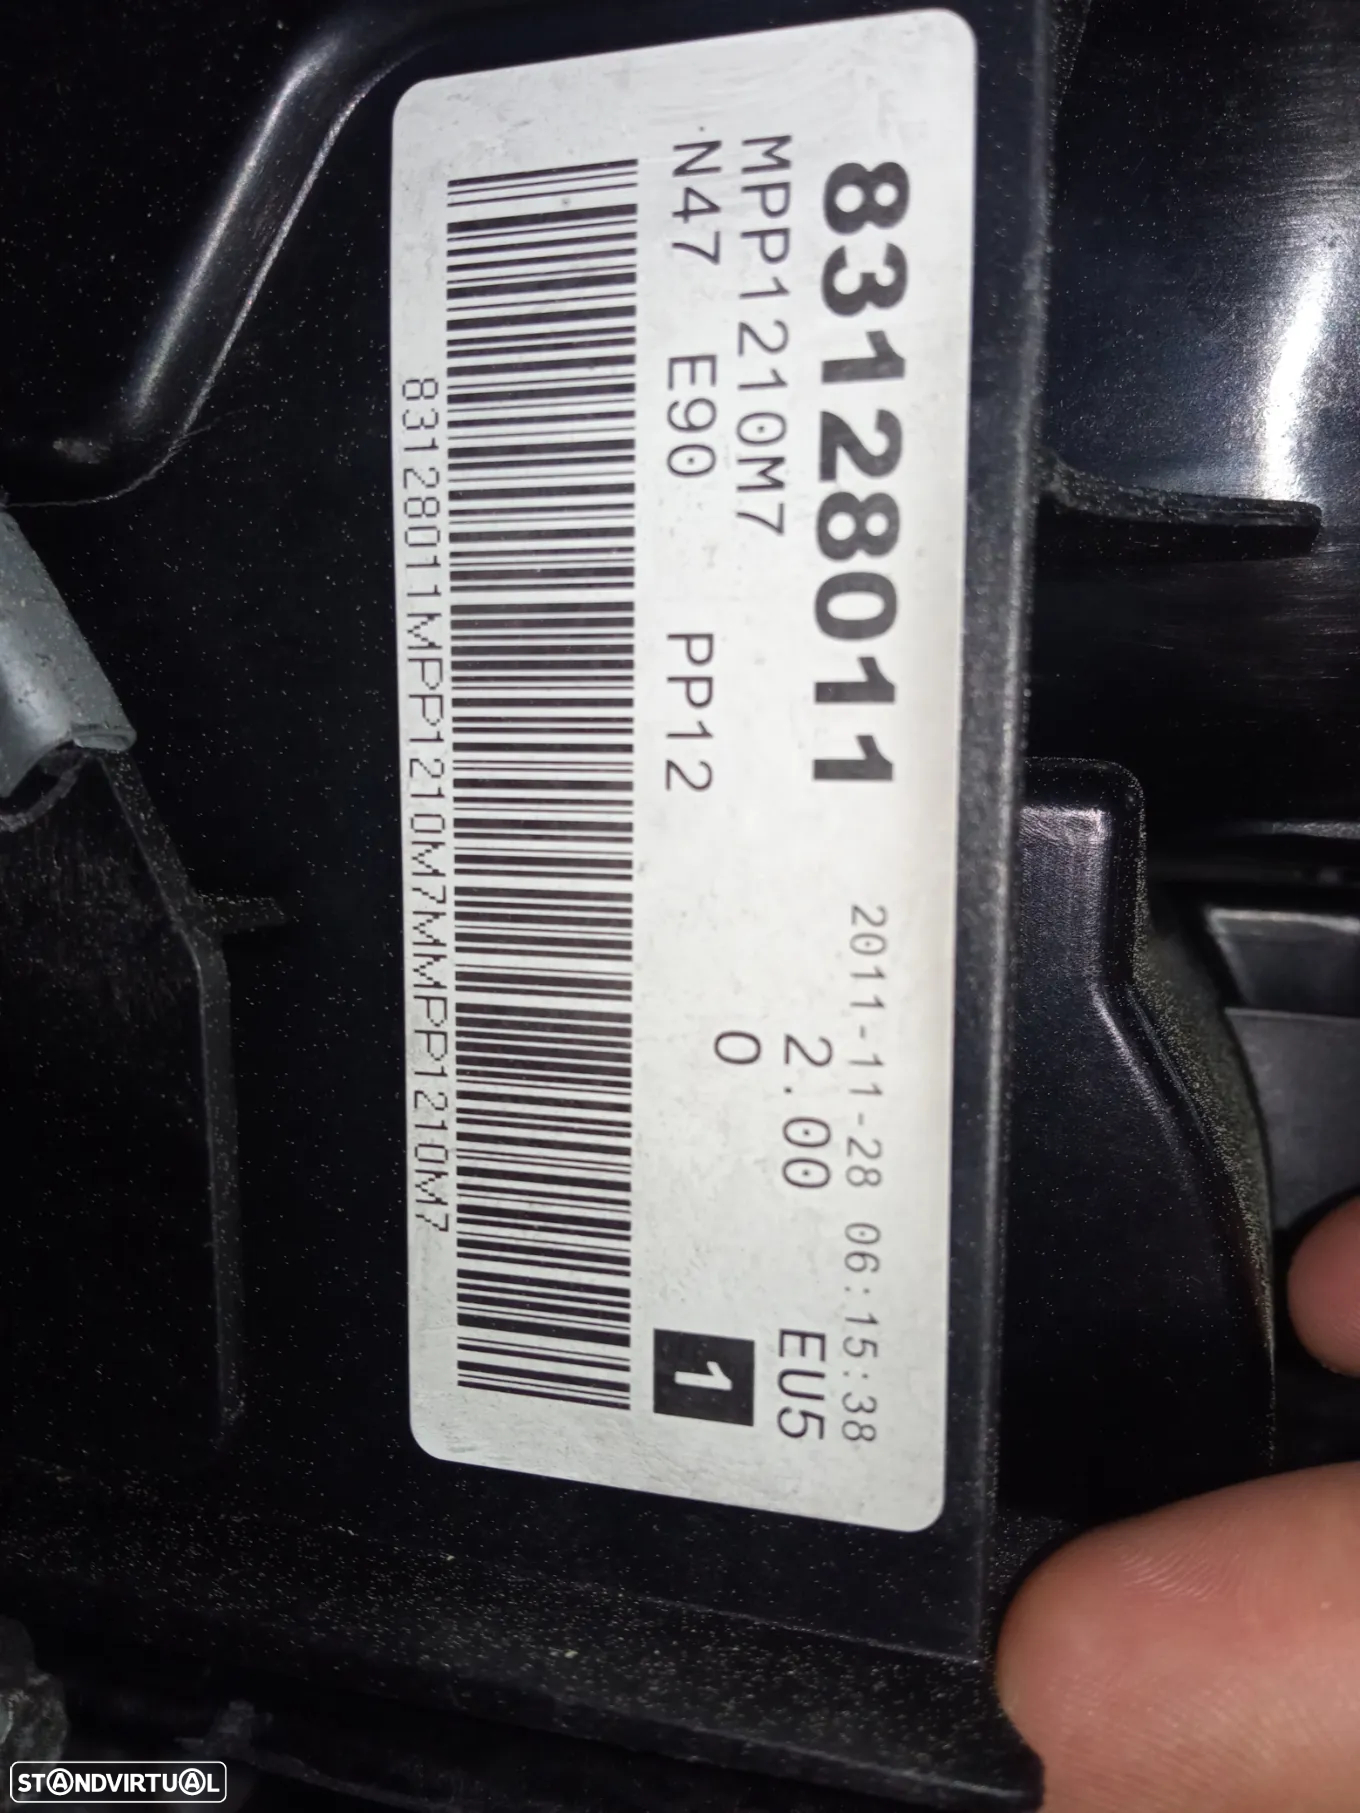 83128011
2011-11-28 06:15:38
MPP1210M7
2.00
EU5
N47 E90 PP12
0
1
83128011MPP1210M7MMPP1210M7
STANDVIRTUAL